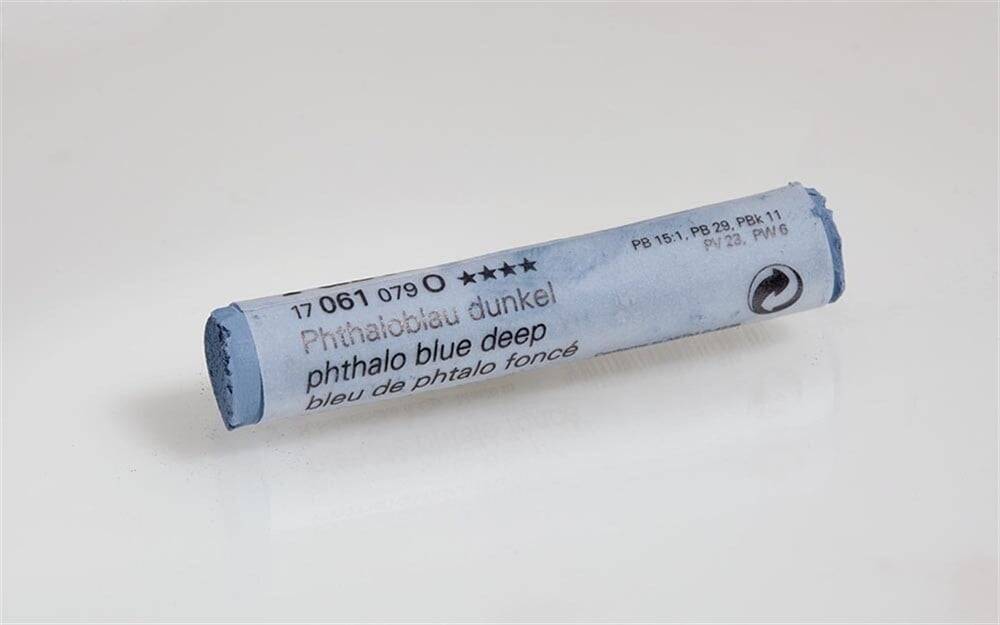 17 061 079 O ★★★★
Phthaloblau dunkel
phthalo blue deep
bleu de phtalo foncé
PB 15:1, PB 29, PBk 11
PV 23, PW 6